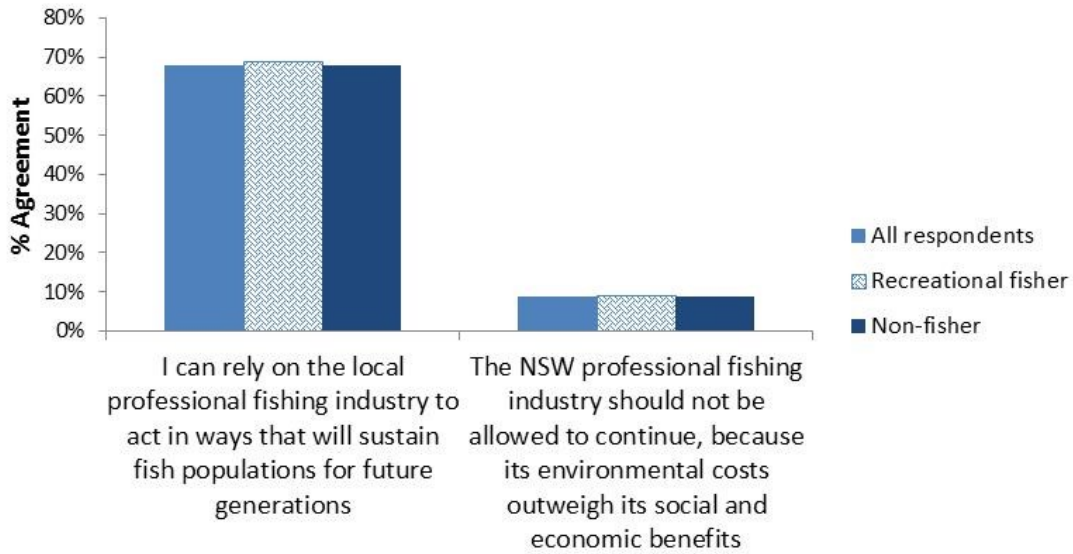 80%
70%
60%
50%
40%
30%
20%
10%
0%
% Agreement
I can rely on the local
professional fishing industry to
act in ways that will sustain
fish populations for future
generations
The NSW professional fishing
industry should not be
allowed to continue, because
its environmental costs
outweigh its social and
economic benefits
All respondents
Recreational fisher
Non-fisher